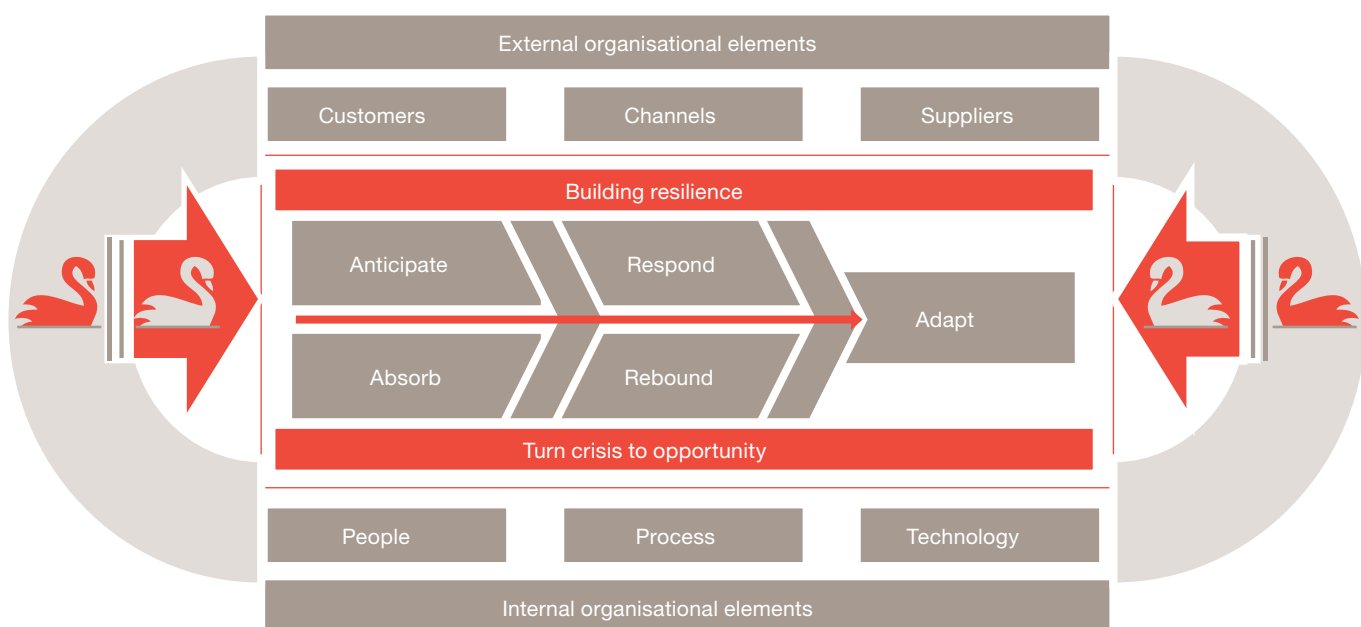 External organisational elements
Customers
Channels
Suppliers
Building resilience
Anticipate
Respond
Adapt
Absorb
Rebound
Turn crisis to opportunity
People
Process
Technology
Internal organisational elements